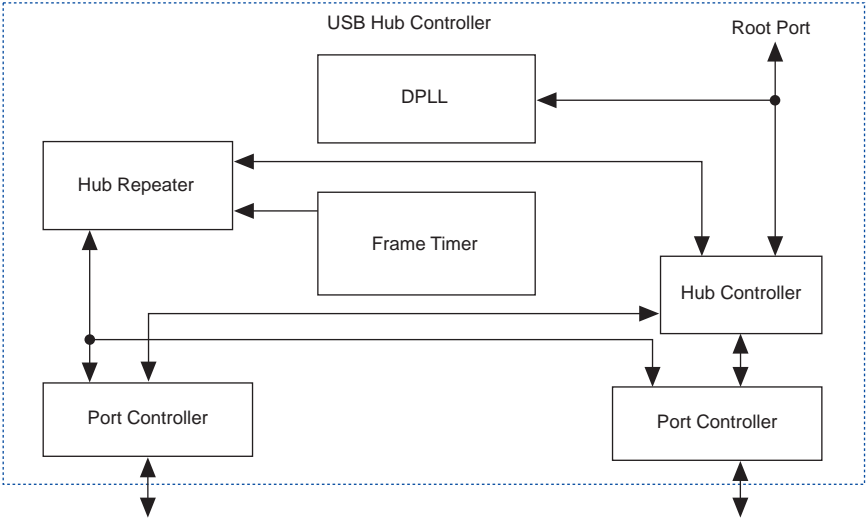 USB Hub Controller
Root Port
DPLL
Hub Repeater
Frame Timer
Hub Controller
Port Controller
Port Controller